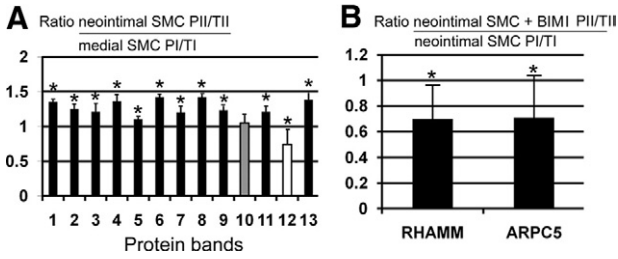 A
Ratio neointimal SMC PII/TII
medial SMC PI/TI
2
1.5
1
0.5
0
* * * * * * * * * * * *
1 2 3 4 5 6 7 8 9 10 11 12 13
Protein bands
B
Ratio neointimal SMC + BIMI PII/TII
neointimal SMC PI/TI
1.2
1
0.8
0.6
0.4
0.2
0
* *
RHAMM ARPC5